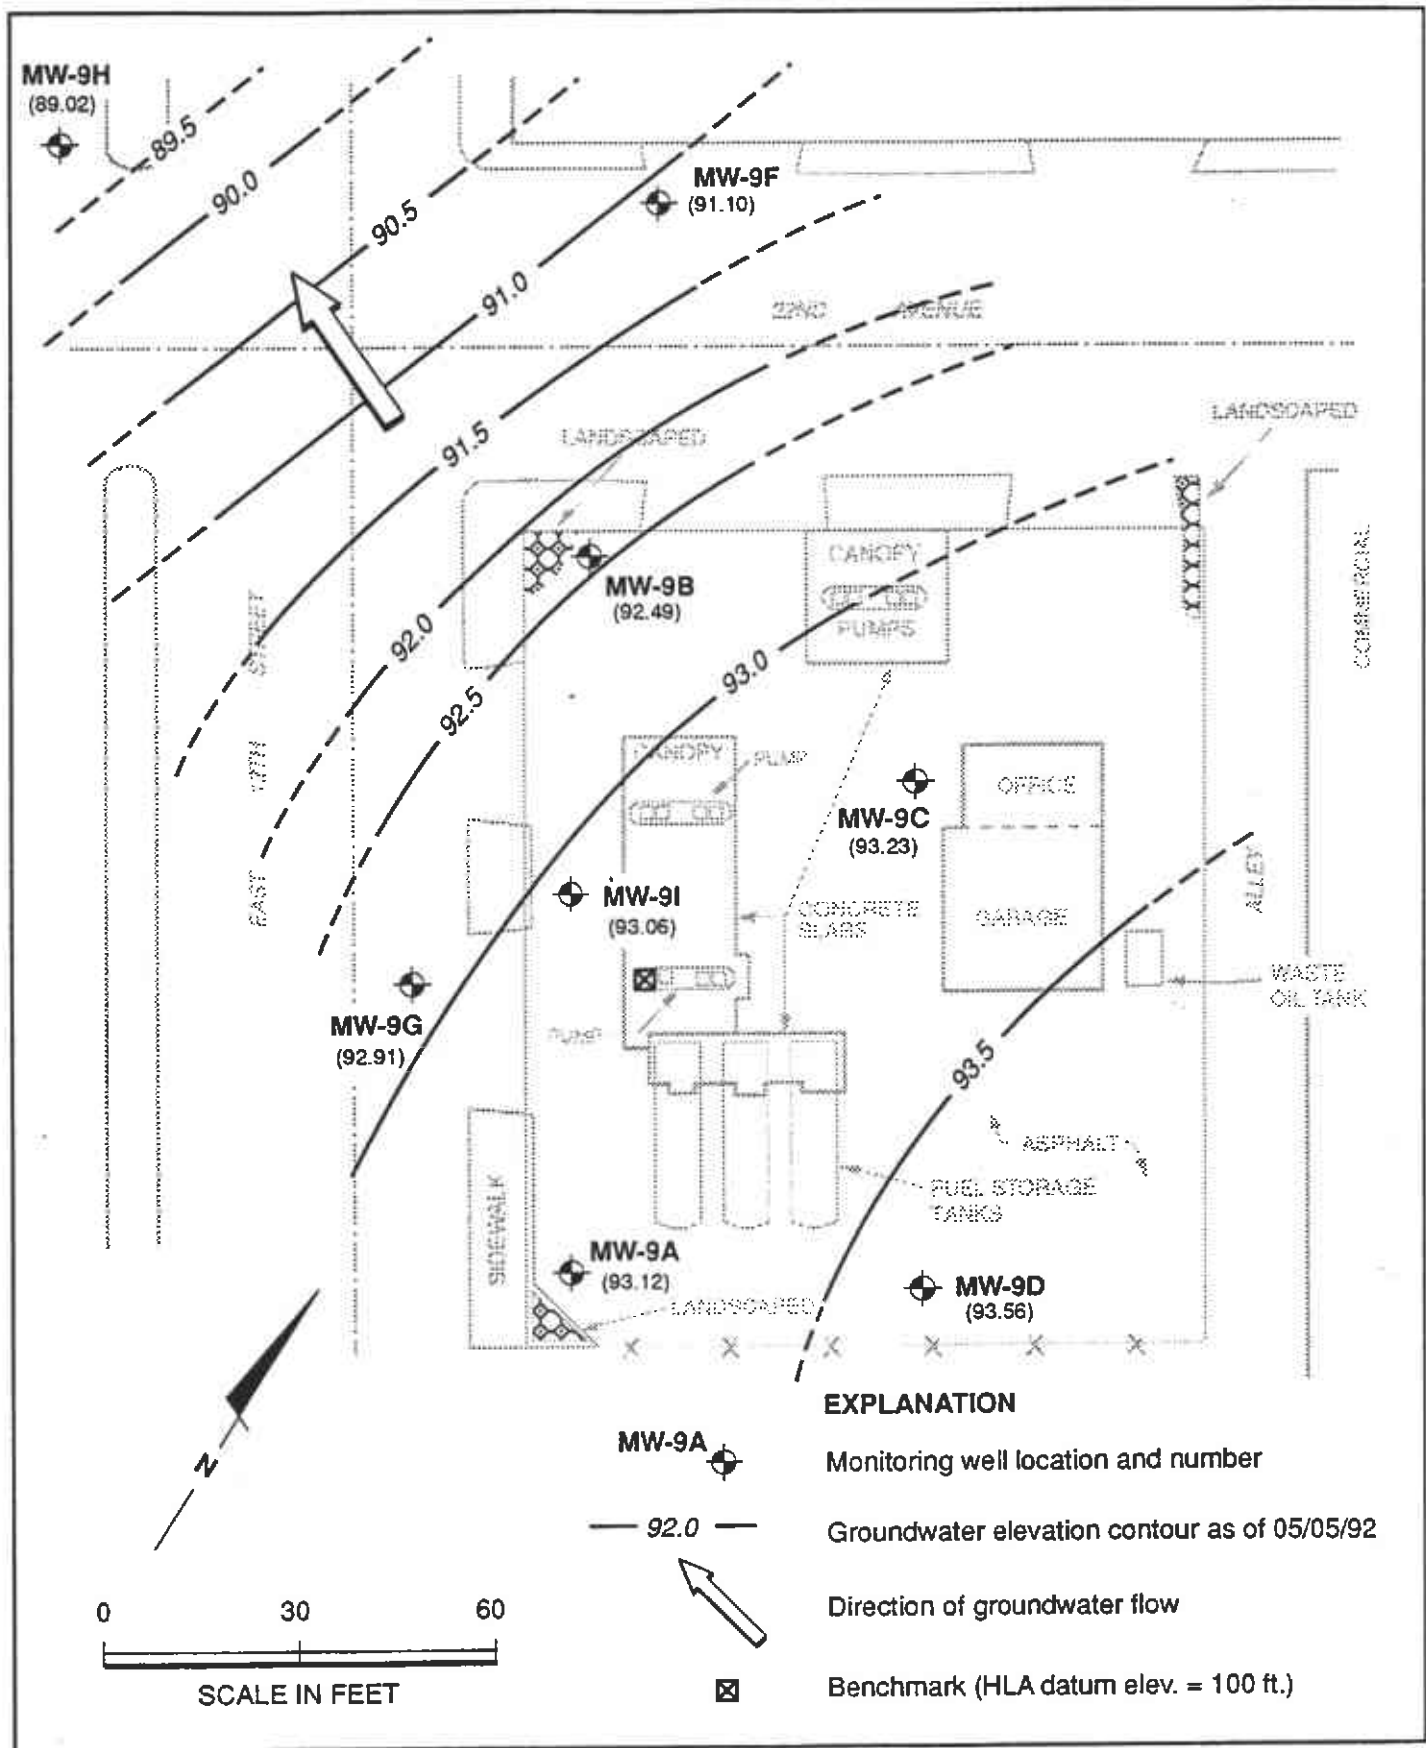 MW-9H
(89.02)
89.5
90.0
90.5
91.0
MW-9F
(91.10)
22ND AVENUE
91.5
LANDSCAPED
LANDSCAPED
COMMERCIAL
CANOPY
PUMPS
MW-9B
(92.49)
92.0
92.5
93.0
EAST
STREET
CANOPY
PUMP
OFFICE
MW-9C
(93.23)
GARAGE
ALLEY
MW-9I
(93.06)
CONCRETE
SLABS
WASTE
OIL TANK
MW-9G
(92.91)
PUMP
93.5
ASPHALT
FUEL STORAGE
TANKS
SIDEWALK
MW-9A
(93.12)
LANDSCAPED
MW-9D
(93.56)
N
EXPLANATION
MW-9A
Monitoring well location and number
92.0
Groundwater elevation contour as of 05/05/92
Direction of groundwater flow
Benchmark (HLA datum elev. = 100 ft.)
0 30 60
SCALE IN FEET